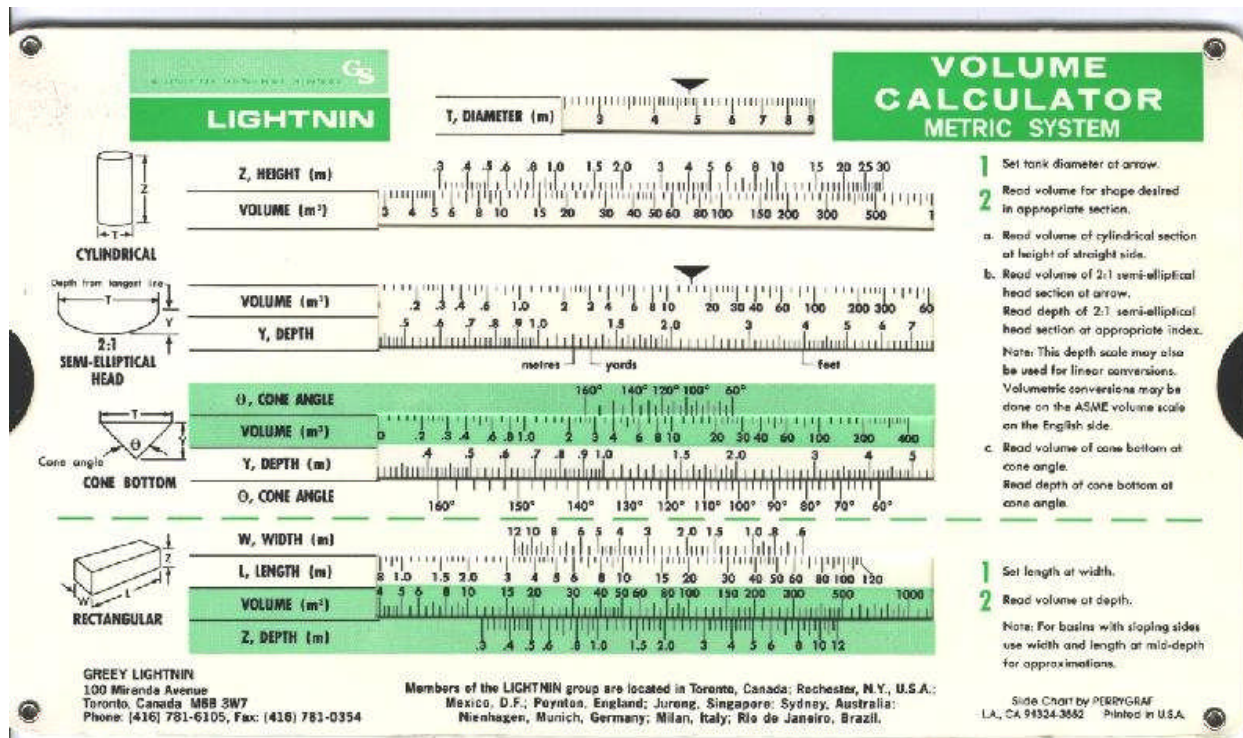 GS
LIGHTNIN
VOLUME
CALCULATOR
METRIC SYSTEM
T, DIAMETER (m)
3 4 5 6 7 8 9
Z, HEIGHT (m)
.3 .4 .5 .6 .8 1.0 1.5 2.0 3 4 5 6 8 10 15 20 25 30
VOLUME (m³)
3 4 5 6 8 10 15 20 30 40 50 60 80 100 150 200 300 500 1
Z
T
CYLINDRICAL
1 Set tank diameter at arrow.
2 Read volume for shape desired
in appropriate section.
a. Read volume of cylindrical section
at height of straight side.
b. Read volume of 2:1 semi-elliptical
head section at arrow.
Read depth of 2:1 semi-elliptical
head section at appropriate index.
Note: This depth scale may also
be used for linear conversions.
Volumetric conversions may be
done on the ASME volume scale
on the English side.
c. Read volume of cone bottom at
cone angle.
Read depth of cone bottom at
cone angle.
Depth from tangent line
T
Y
2:1
SEMI-ELLIPTICAL
HEAD
VOLUME (m³)
.2 .3 .4 .6 1.0 2 3 4 6 8 10 20 30 40 60 100 200 300 60
Y, DEPTH
.5 .6 .7 .8 .9 1.0 1.5 2.0 3 4 5 6 7
metres yards feet
θ, CONE ANGLE
160° 140° 120° 100° 60°
VOLUME (m³)
.2 .3 .4 .6 .8 1.0 2 3 4 6 8 10 20 30 40 60 100 200 400
Y, DEPTH (m)
.4 .5 .6 .7 .8 .9 1.0 1.5 2.0 3 4 5
θ, CONE ANGLE
160° 150° 140° 130° 120° 110° 100° 90° 80° 70° 60°
T
θ
Y
Cone angle
CONE BOTTOM
W, WIDTH (m)
12 10 8 6 5 4 3 2.0 1.5 1.0 .8 .6
L, LENGTH (m)
8 1.0 1.5 2.0 3 4 5 6 8 10 15 20 30 40 50 60 80 100 120
VOLUME (m³)
4 5 6 8 10 15 20 30 40 50 60 80 100 150 200 300 500 1000
Z, DEPTH (m)
.3 .4 .5 .6 .8 1.0 1.5 2.0 3 4 5 6 8 10 12
Z
W
L
RECTANGULAR
1 Set length at width.
2 Read volume at depth.
Note: For basins with sloping sides
use width and length at mid-depth
for approximations.
GREEY LIGHTNIN
100 Miranda Avenue
Toronto, Canada M6B 3W7
Phone: (416) 781-6105, Fax: (416) 781-0354
Members of the LIGHTNIN group are located in Toronto, Canada; Rochester, N.Y., U.S.A.;
Mexico, D.F.; Poynton, England; Jurong, Singapore; Sydney, Australia;
Nienhagen, Munich, Germany; Milan, Italy; Rio de Janeiro, Brazil.
Slide Chart by PERRYGRAF
L.A., CA 91324-3552 Printed in U.S.A.